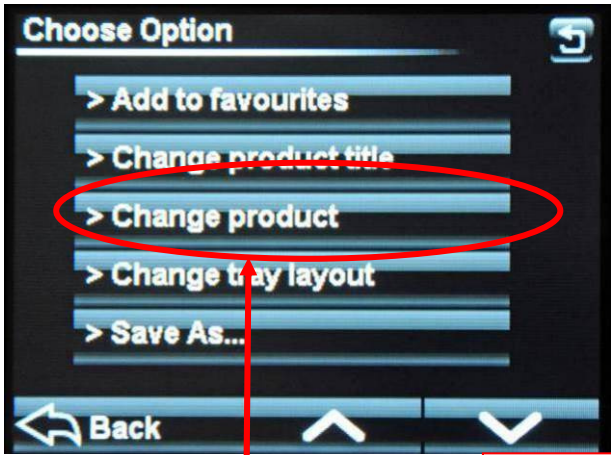 Choose Option
> Add to favourites
> Change product title
> Change product
> Change tray layout
> Save As...
Back